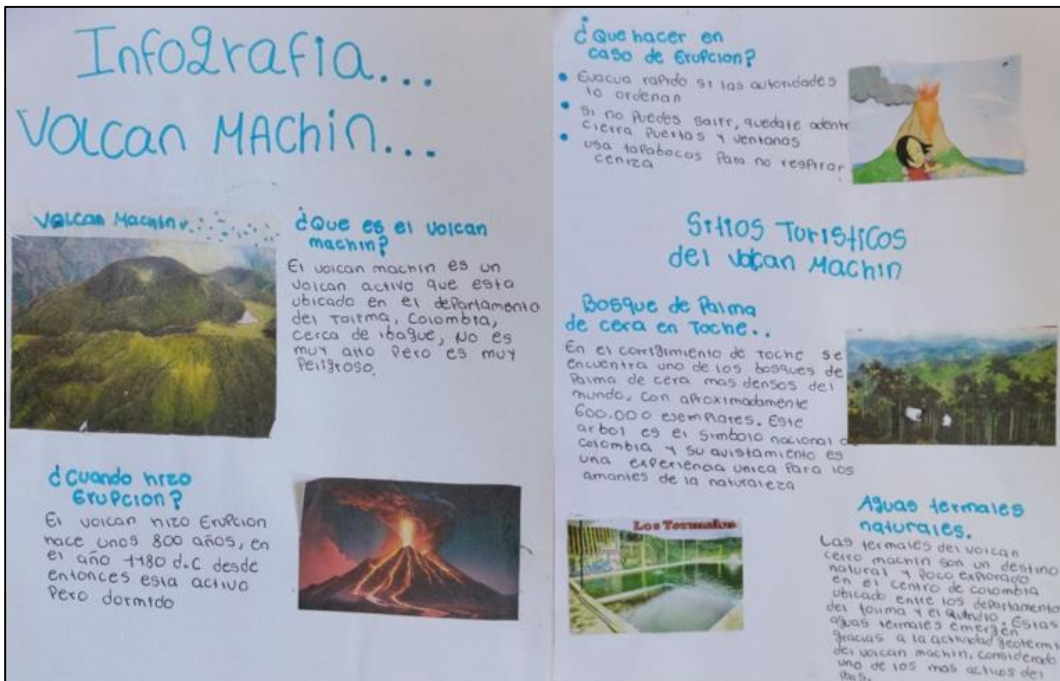 Infografia...
Volcan MAchin...
Volcan Machin
¿Que es el volcan
machin?
El volcan machin es un
volcan activo que esta
ubicado en el departamento
del Tolima, Colombia,
cerca de ibague, No es
muy alto Pero es muy
Peligroso.
¿Cuando hizo
Erupcion?
El volcan hizo Erupcion
hace unos 800 años, en
el año 1180 d.c desde
entonces esta activo
Pero dormido
¿Que hacer en
caso de Erupcion?
• Evacua rapido si las autoridades
lo ordenan
• si no Puedes salir, quedate adentr
• cierra Puertas y ventanas
usa tapabocas Para no respirar
ceniza
Sitios Turisticos
del volcan Machin
Bosque de Palma
de cera en Toche..
En el corrigimiento de toche se
encuentra uno de los bosques de
Palma de cera mas densos del
mundo, con aproximadamente
600.000 ejemplares. Este
arbol es el simbolo nacional d
colombia y su avistamiento es
una experiencia unica Para los
amantes de la naturaleza
Los Termales
Aguas termales
naturales.
Las termales del volcan
cerro machin son un destino
natural y Poco explorado
en el centro de colombia
ubicado entre los departamento
del tolima y el quindio. Estas
aguas termales emergen
gracias a la actividad geotermi
del volcan machin, considerado
uno de los mas activos del
Pais.